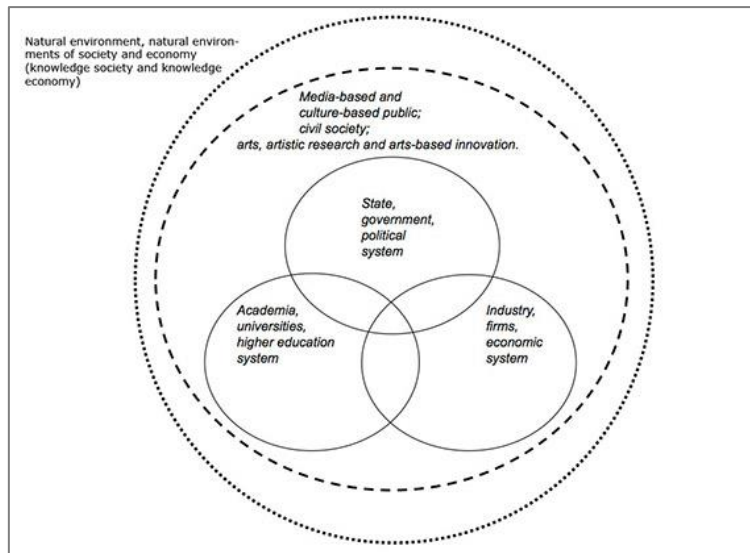 Natural environment, natural environ-
ments of society and economy
(knowledge society and knowledge
economy)
Media-based and
culture-based public;
civil society;
arts, artistic research and arts-based innovation.
State,
government,
political
system
Academia,
universities,
higher education
system
Industry,
firms,
economic
system